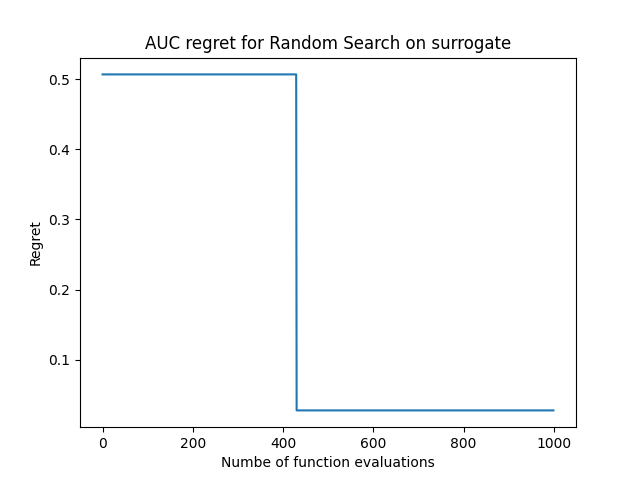 AUC regret for Random Search on surrogate
0.5
0.4
0.3
0.2
0.1
Regret
0 200 400 600 800 1000
Numbe of function evaluations